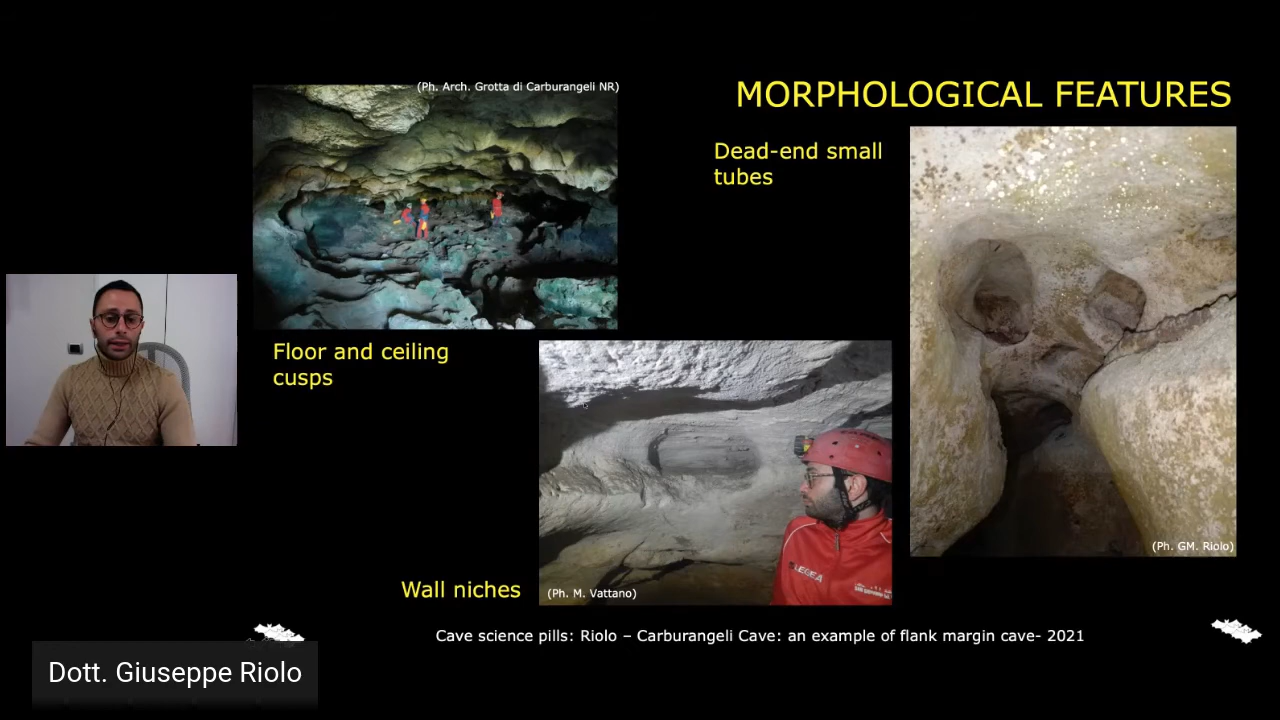 (Ph. Arch. Grotta di Carburangeli NR)
MORPHOLOGICAL FEATURES
Dead-end small
tubes
Floor and ceiling
cusps
LEGEA
(Ph. GM. Riolo)
Wall niches
(Ph. M. Vattano)
Cave science pills: Riolo – Carburangeli Cave: an example of flank margin cave- 2021
Dott. Giuseppe Riolo